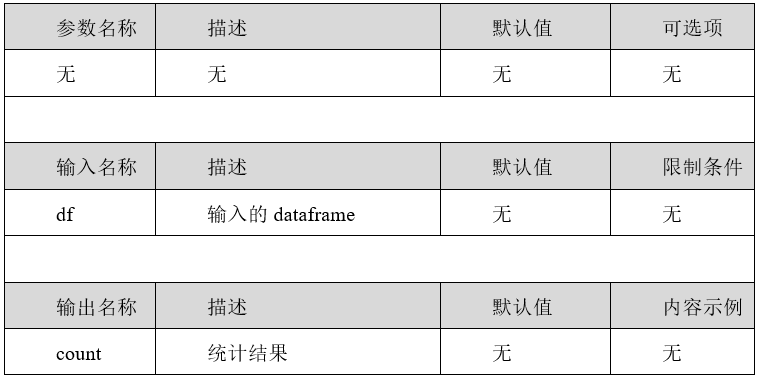 参数名称 描述 默认值 可选项
无 无 无 无
输入名称 描述 默认值 限制条件
df 输入的 dataframe 无 无
输出名称 描述 默认值 内容示例
count 统计结果 无 无